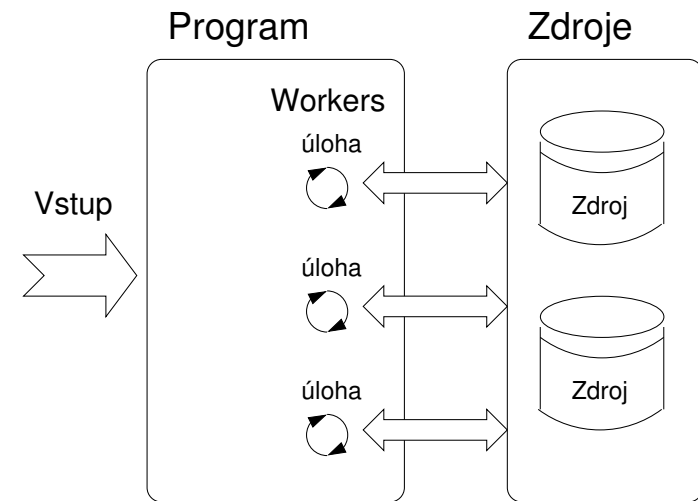 Program
Zdroje
Workers
úloha
Zdroj
Vstup
úloha
úloha
Zdroj